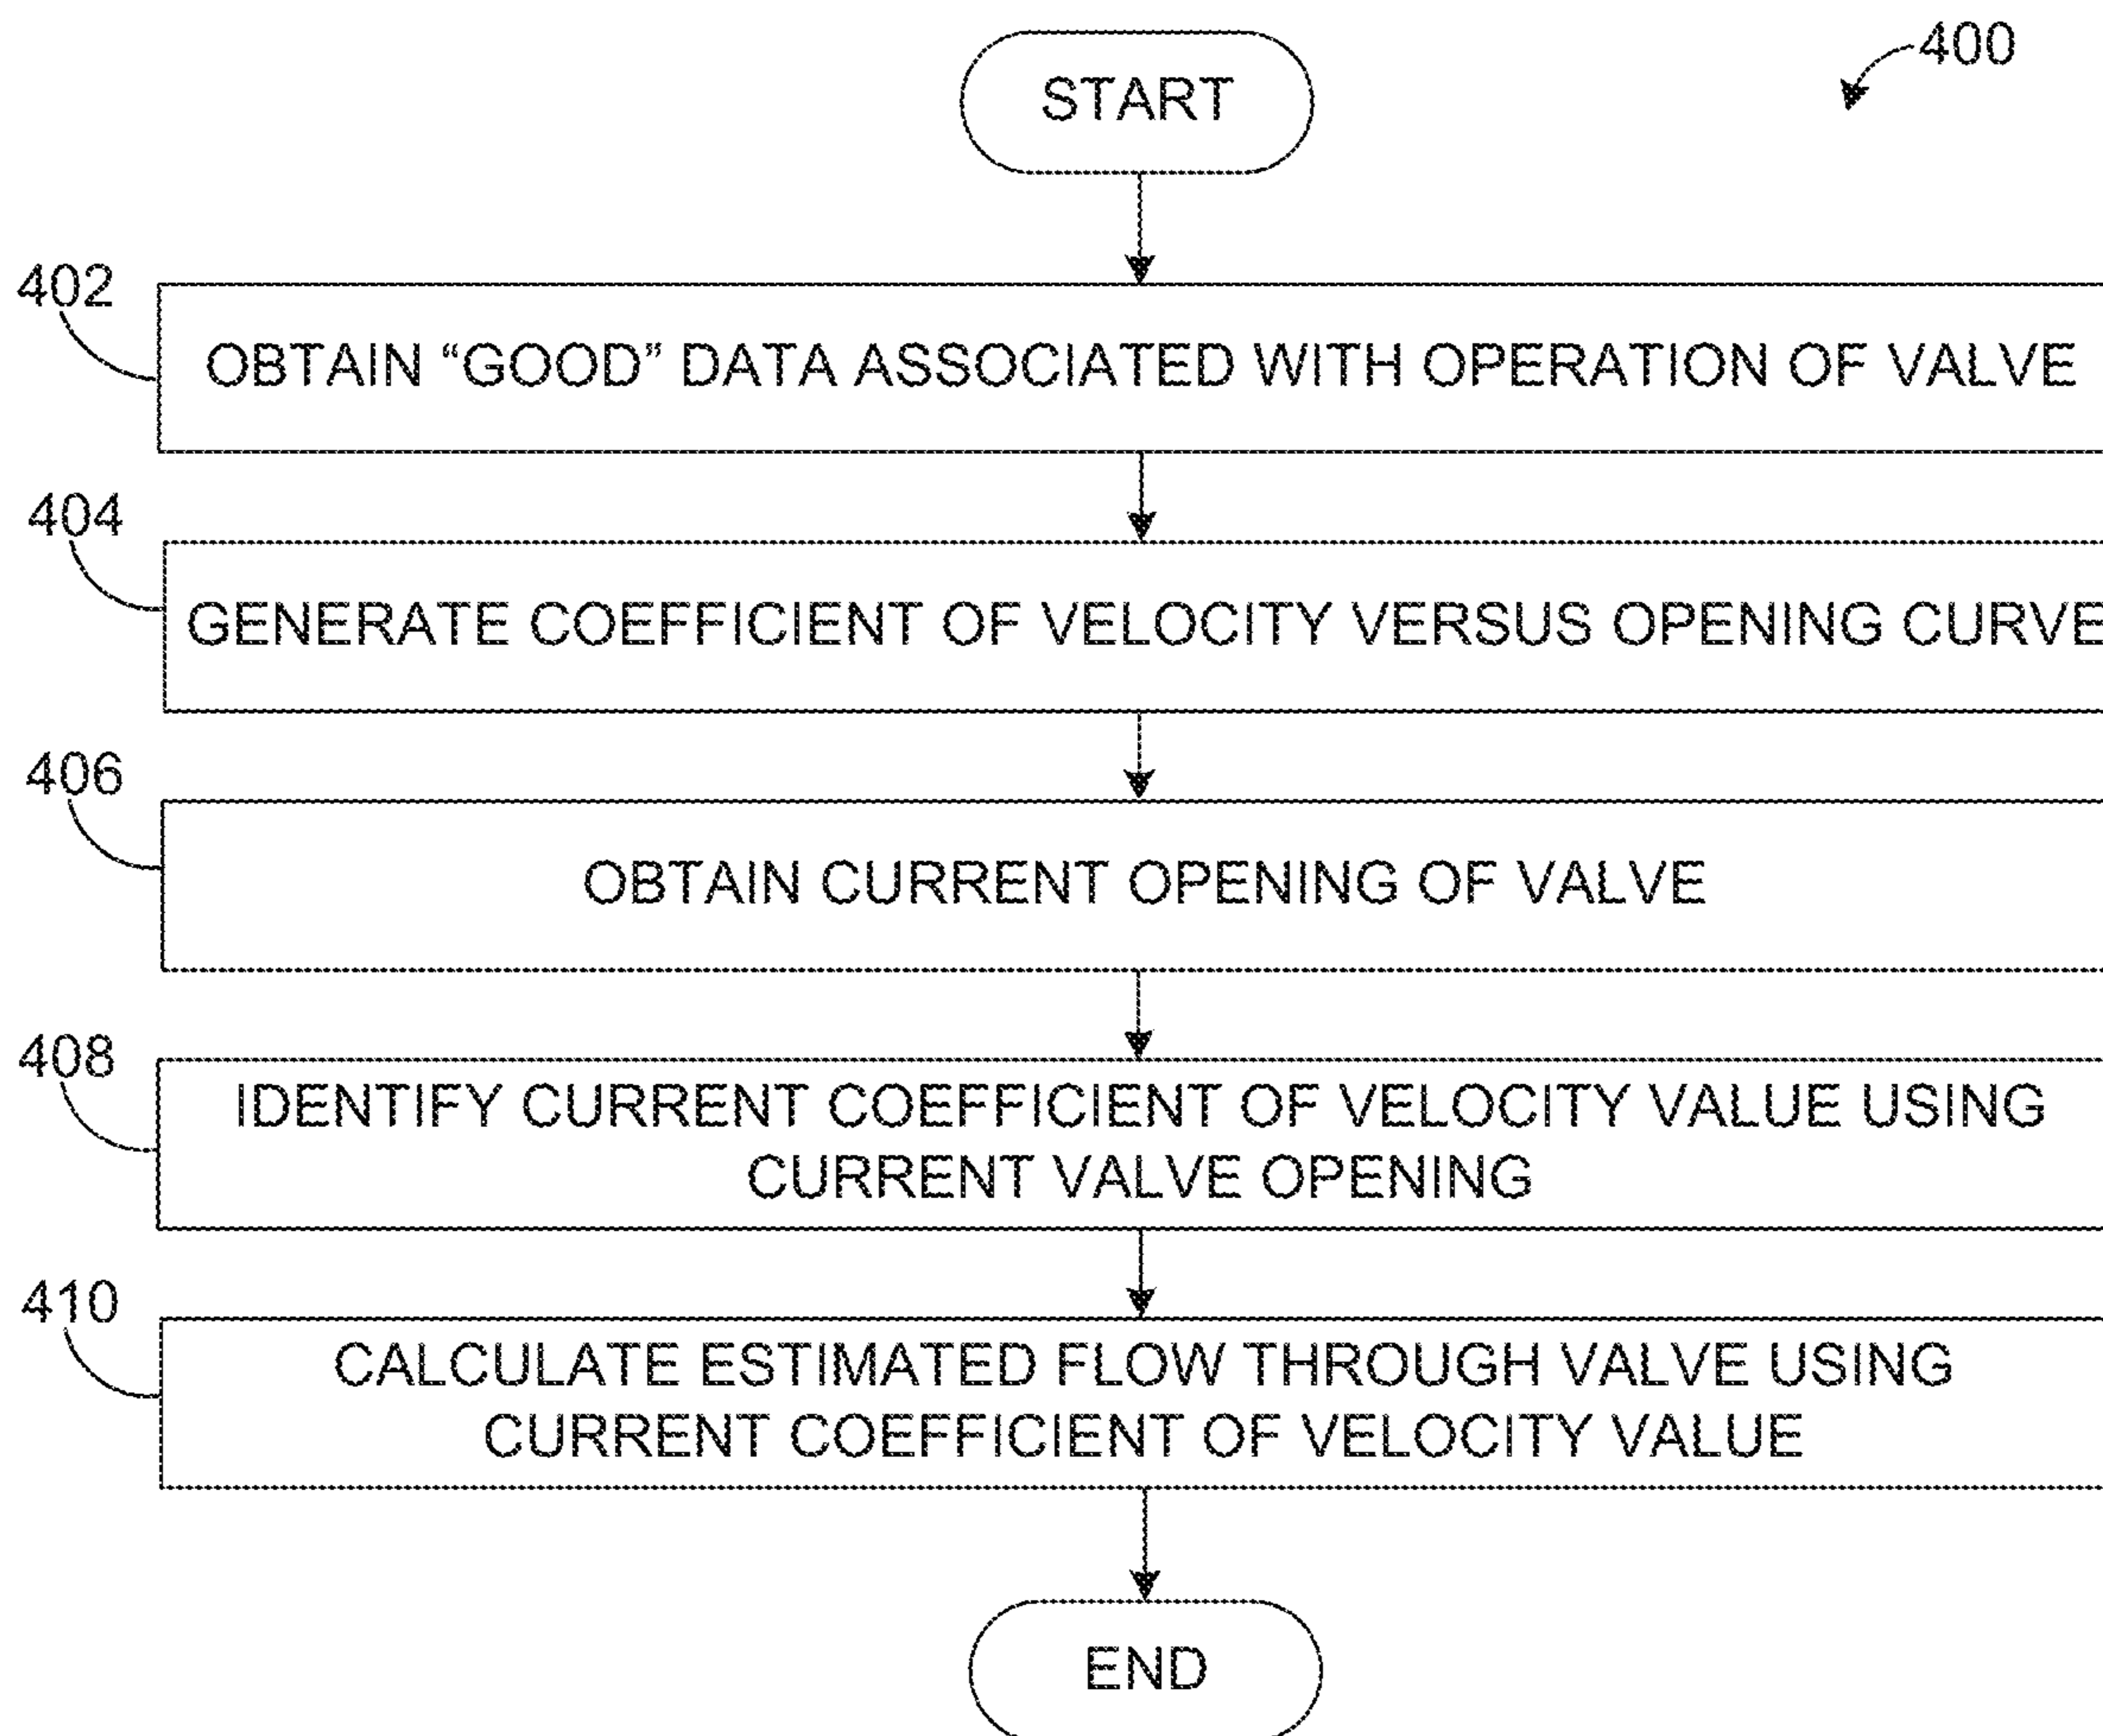 START
400
402
OBTAIN “GOOD” DATA ASSOCIATED WITH OPERATION OF VALVE
404
GENERATE COEFFICIENT OF VELOCITY VERSUS OPENING CURVE
406
OBTAIN CURRENT OPENING OF VALVE
408
IDENTIFY CURRENT COEFFICIENT OF VELOCITY VALUE USING
CURRENT VALVE OPENING
410
CALCULATE ESTIMATED FLOW THROUGH VALVE USING
CURRENT COEFFICIENT OF VELOCITY VALUE
END